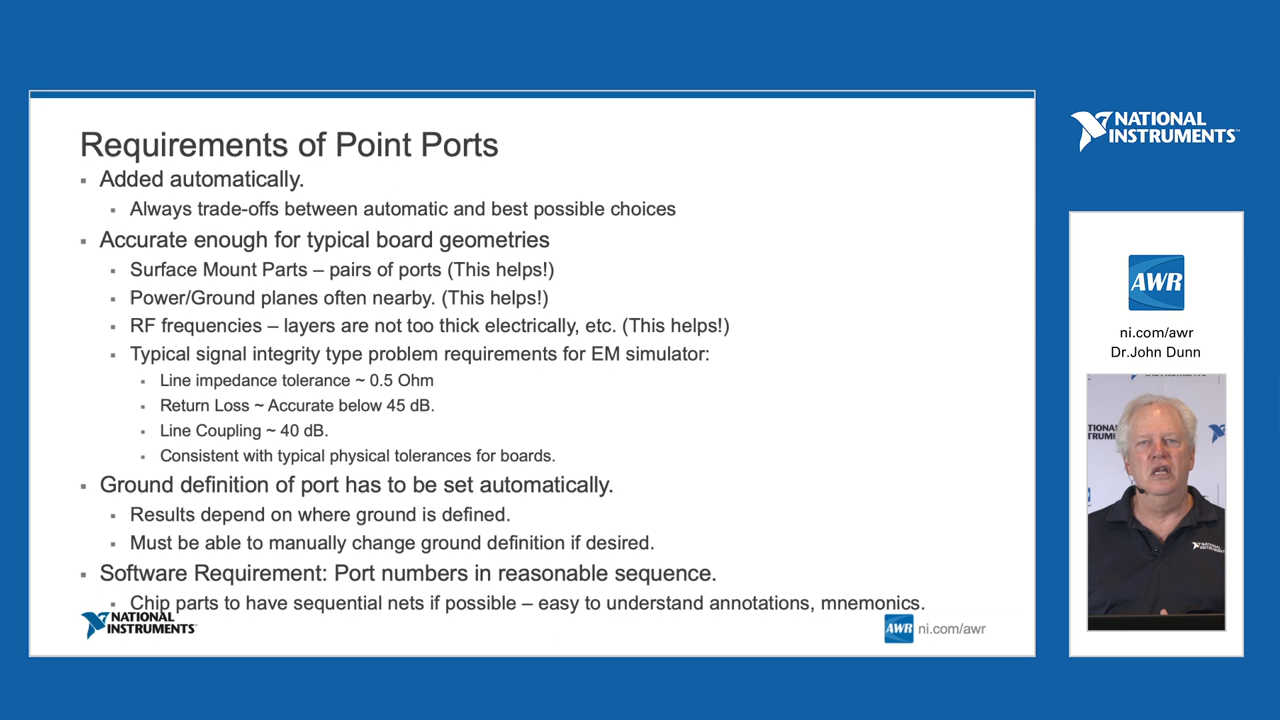 Requirements of Point Ports
▪ Added automatically.
▪ Always trade-offs between automatic and best possible choices
▪ Accurate enough for typical board geometries
▪ Surface Mount Parts – pairs of ports (This helps!)
▪ Power/Ground planes often nearby. (This helps!)
▪ RF frequencies – layers are not too thick electrically, etc. (This helps!)
▪ Typical signal integrity type problem requirements for EM simulator:
▪ Line impedance tolerance ~ 0.5 Ohm
▪ Return Loss ~ Accurate below 45 dB.
▪ Line Coupling ~ 40 dB.
▪ Consistent with typical physical tolerances for boards.
▪ Ground definition of port has to be set automatically.
▪ Results depend on where ground is defined.
▪ Must be able to manually change ground definition if desired.
▪ Software Requirement: Port numbers in reasonable sequence.
▪ Chip parts to have sequential nets if possible – easy to understand annotations, mnemonics.
NATIONAL
INSTRUMENTS
AWR ni.com/awr
NATIONAL
INSTRUMENTS™
AWR
ni.com/awr
Dr.John Dunn
NATIONAL
INSTRUMENTS